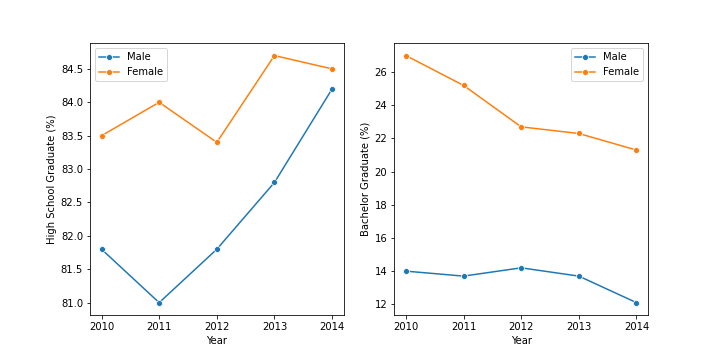 Male
Female
84.5
84.0
83.5
83.0
82.5
82.0
81.5
81.0
High School Graduate (%)
2010 2011 2012 2013 2014
Year
Male
Female
26
24
22
20
18
16
14
12
Bachelor Graduate (%)
2010 2011 2012 2013 2014
Year